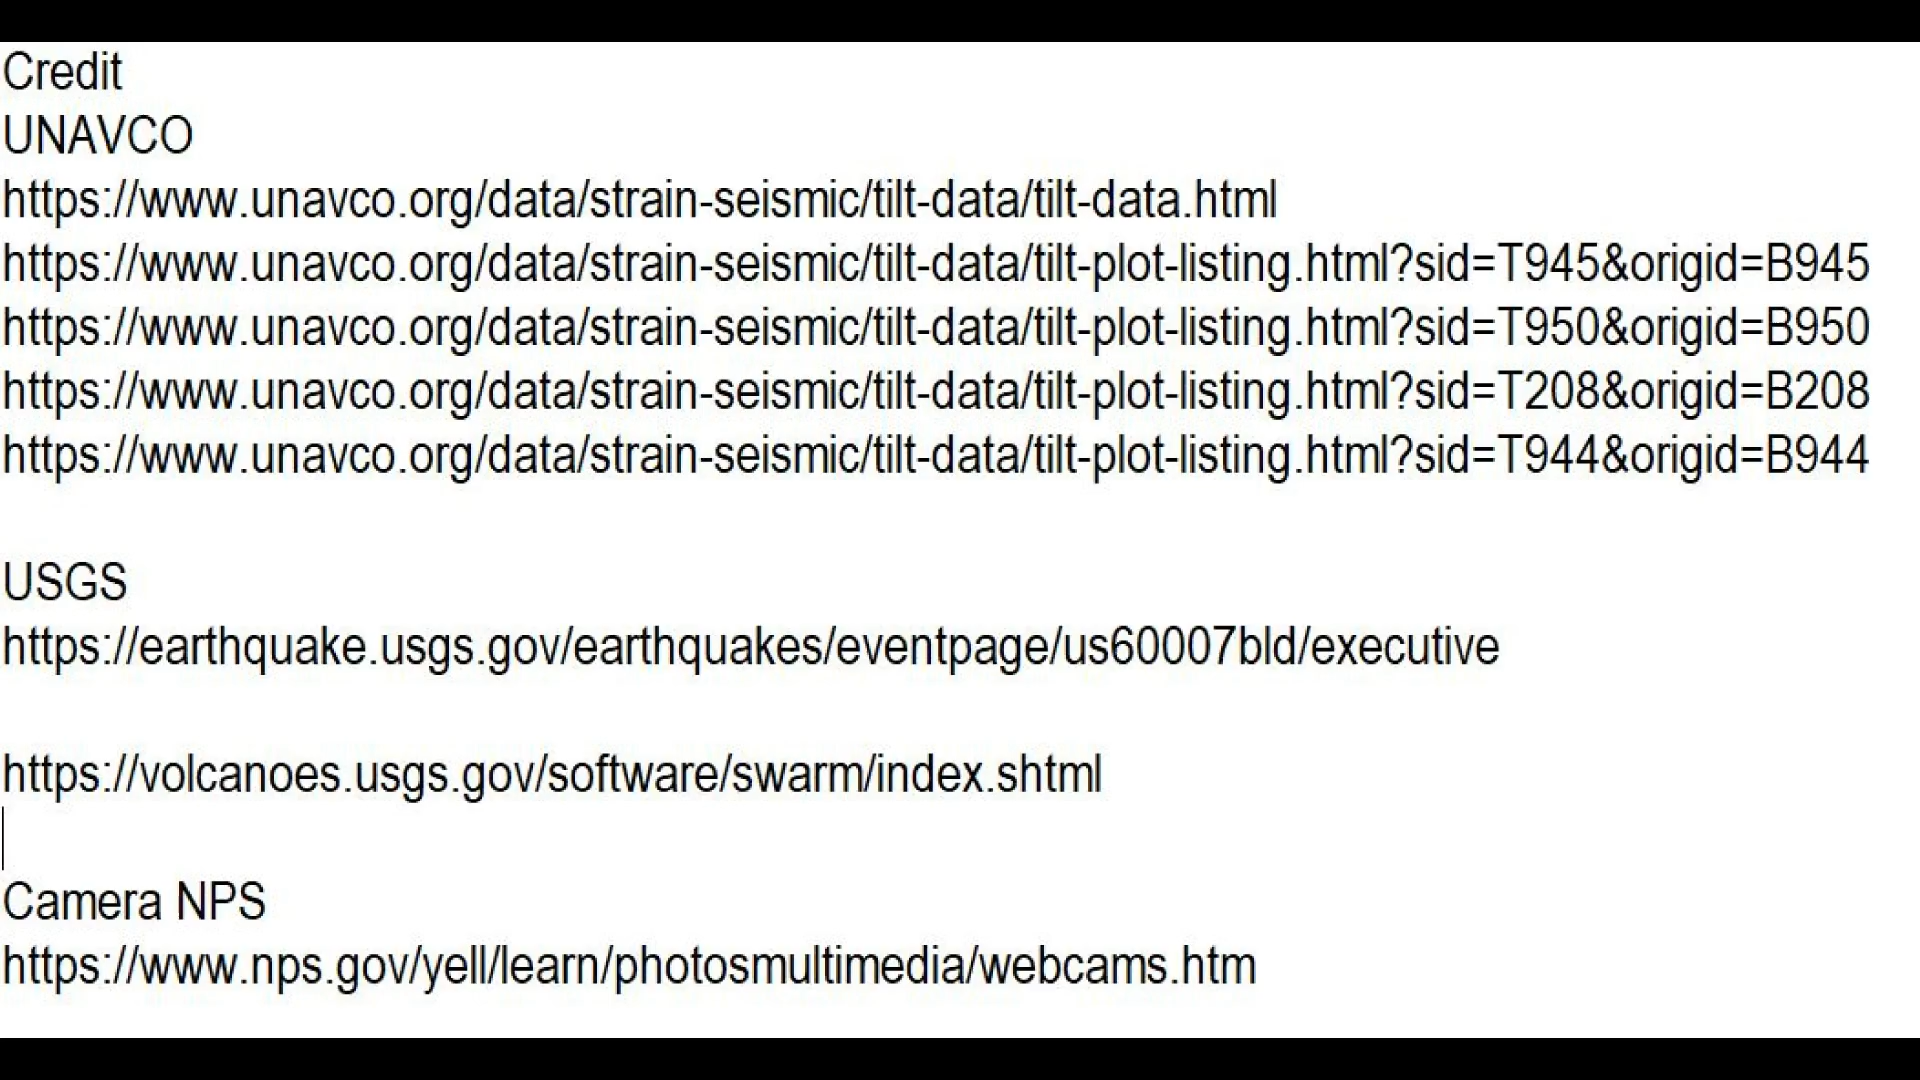 Credit
UNAVCO
https://www.unavco.org/data/strain-seismic/tilt-data/tilt-data.html
https://www.unavco.org/data/strain-seismic/tilt-data/tilt-plot-listing.html?sid=T945&origid=B945
https://www.unavco.org/data/strain-seismic/tilt-data/tilt-plot-listing.html?sid=T950&origid=B950
https://www.unavco.org/data/strain-seismic/tilt-data/tilt-plot-listing.html?sid=T208&origid=B208
https://www.unavco.org/data/strain-seismic/tilt-data/tilt-plot-listing.html?sid=T944&origid=B944
USGS
https://earthquake.usgs.gov/earthquakes/eventpage/us60007bld/executive
https://volcanoes.usgs.gov/software/swarm/index.shtml
Camera NPS
https://www.nps.gov/yell/learn/photosmultimedia/webcams.htm